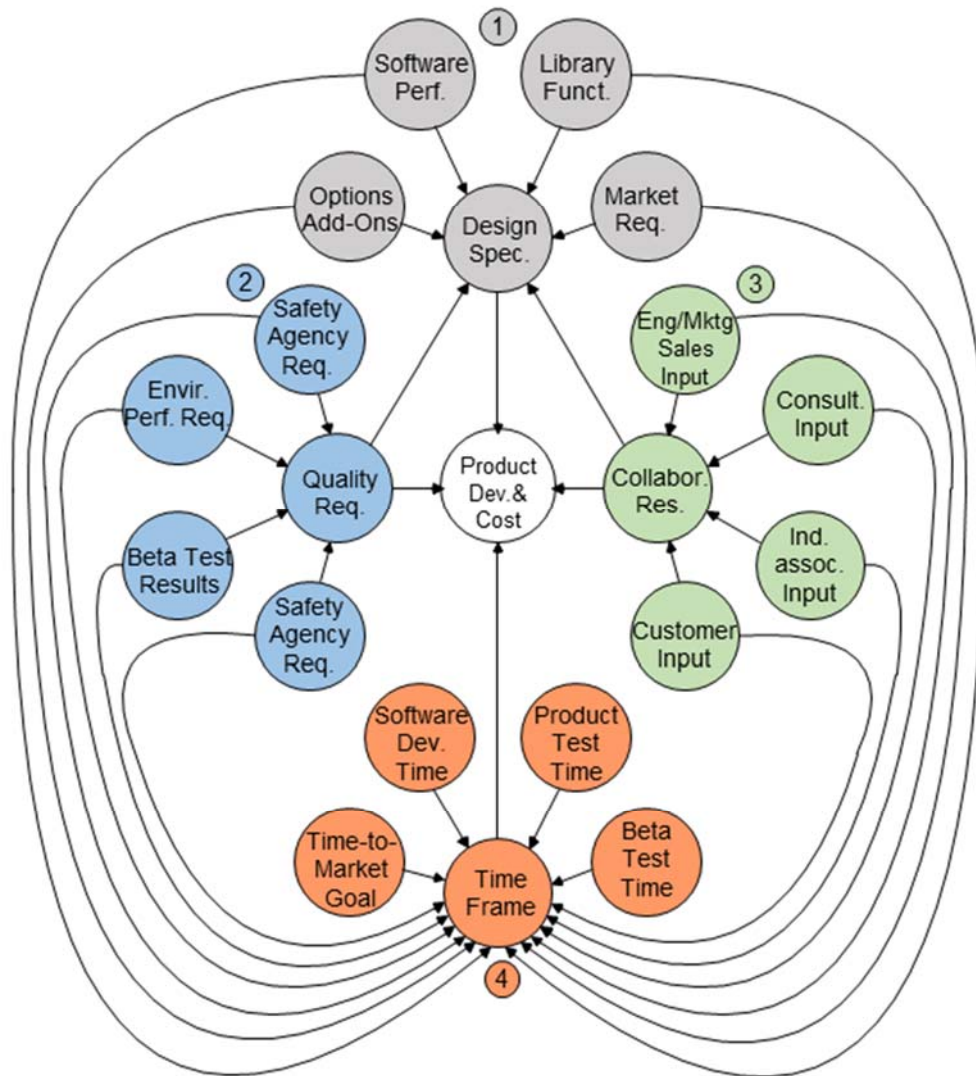 1
Software
Perf.
Library
Funct.
Options
Add-Ons
Design
Spec.
Market
Req.
2
Safety
Agency
Req.
3
Eng/Mktg
Sales
Input
Envir.
Perf. Req.
Consult.
Input
Quality
Req.
Product
Dev.&
Cost
Collabor.
Res.
Beta Test
Results
Ind.
assoc.
Input
Safety
Agency
Req.
Customer
Input
Software
Dev.
Time
Product
Test
Time
Time-to-
Market
Goal
Time
Frame
Beta
Test
Time
4